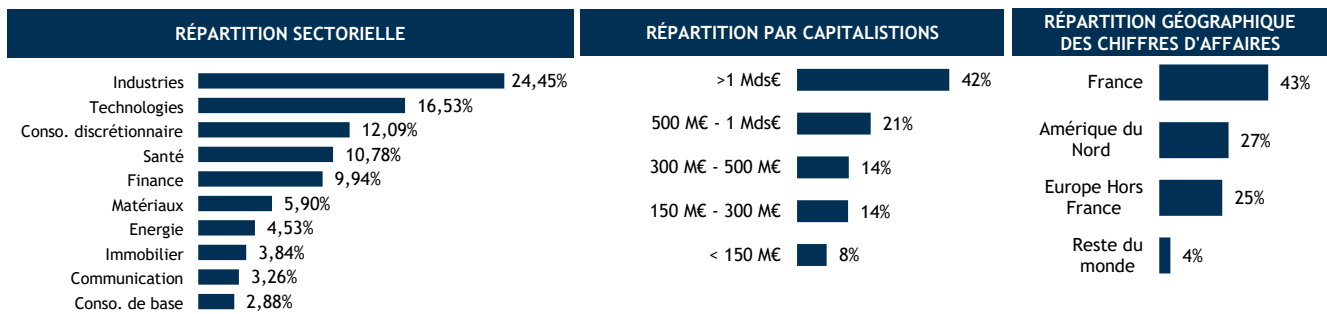 RÉPARTITION SECTORIELLE
Industries 24,45%
Technologies 16,53%
Conso. discrétionnaire 12,09%
Santé 10,78%
Finance 9,94%
Matériaux 5,90%
Energie 4,53%
Immobilier 3,84%
Communication 3,26%
Conso. de base 2,88%
RÉPARTITION PAR CAPITALISTIONS
>1 Mds€ 42%
500 M€ - 1 Mds€ 21%
300 M€ - 500 M€ 14%
150 M€ - 300 M€ 14%
< 150 M€ 8%
RÉPARTITION GÉOGRAPHIQUE
DES CHIFFRES D'AFFAIRES
France 43%
Amérique du
Nord 27%
Europe Hors
France 25%
Reste du
monde 4%